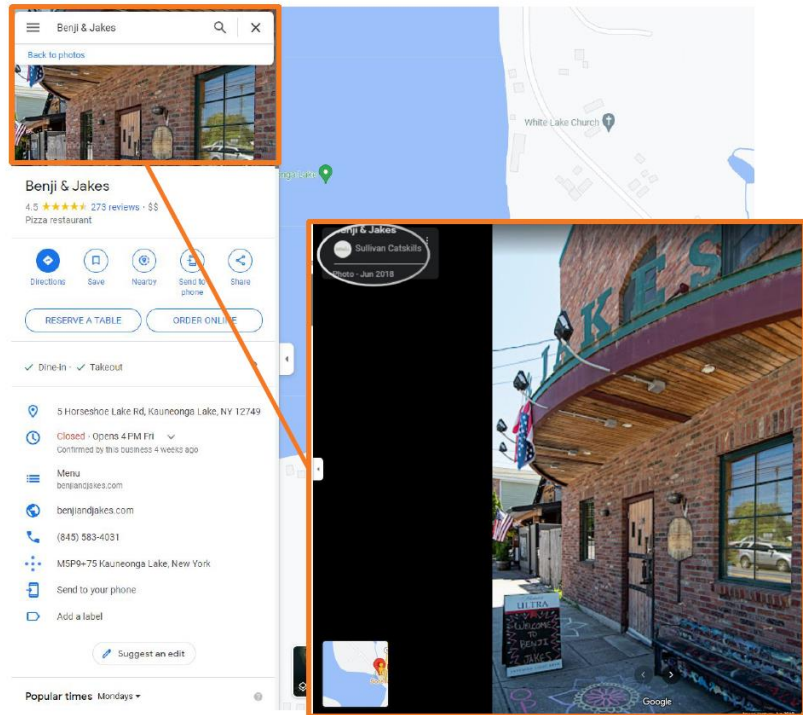 Benji & Jakes
Back to photos
Benji & Jakes
4.5 ★★★★★ 273 reviews · $$
Pizza restaurant
Directions
Save
Nearby
Send to phone
Share
RESERVE A TABLE
ORDER ONLINE
✓ Dine-in · ✓ Takeout
5 Horseshoe Lake Rd, Kauneonga Lake, NY 12749
Closed · Opens 4 PM Fri
Confirmed by this business 4 weeks ago
Menu
benjiandjakes.com
benjiandjakes.com
(845) 583-4031
M5P9+75 Kauneonga Lake, New York
Send to your phone
Add a label
Suggest an edit
Popular times Mondays
White Lake Church
Lake
Benji & Jakes
Sullivan Catskills
Photo - Jun 2018
JAKES
ULTRA
WELCOME
TO
BENJI
JAKES
Google